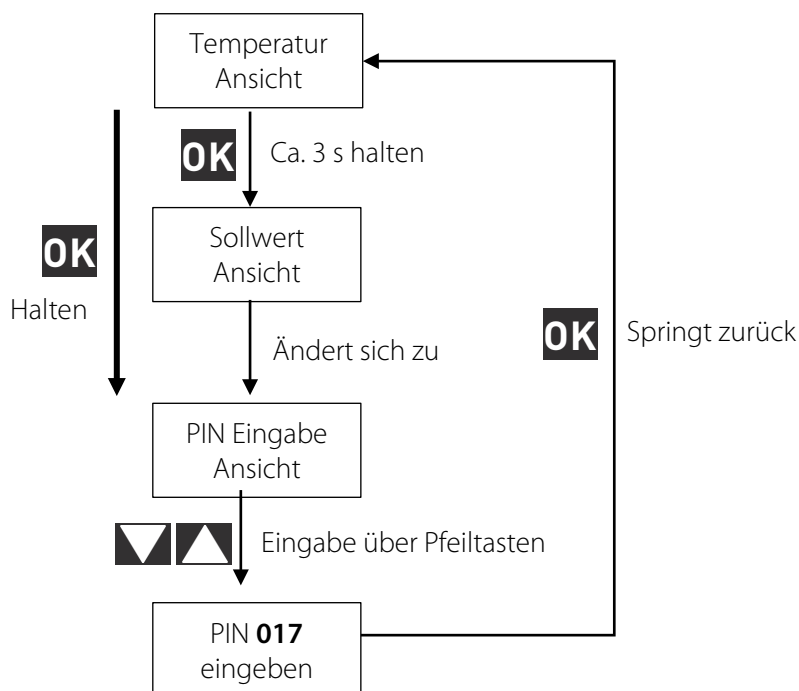 Temperatur
Ansicht
OK
Ca. 3 s halten
OK
Halten
Sollwert
Ansicht
Ändert sich zu
OK
Springt zurück
PIN Eingabe
Ansicht
Eingabe über Pfeiltasten
PIN 017
eingeben